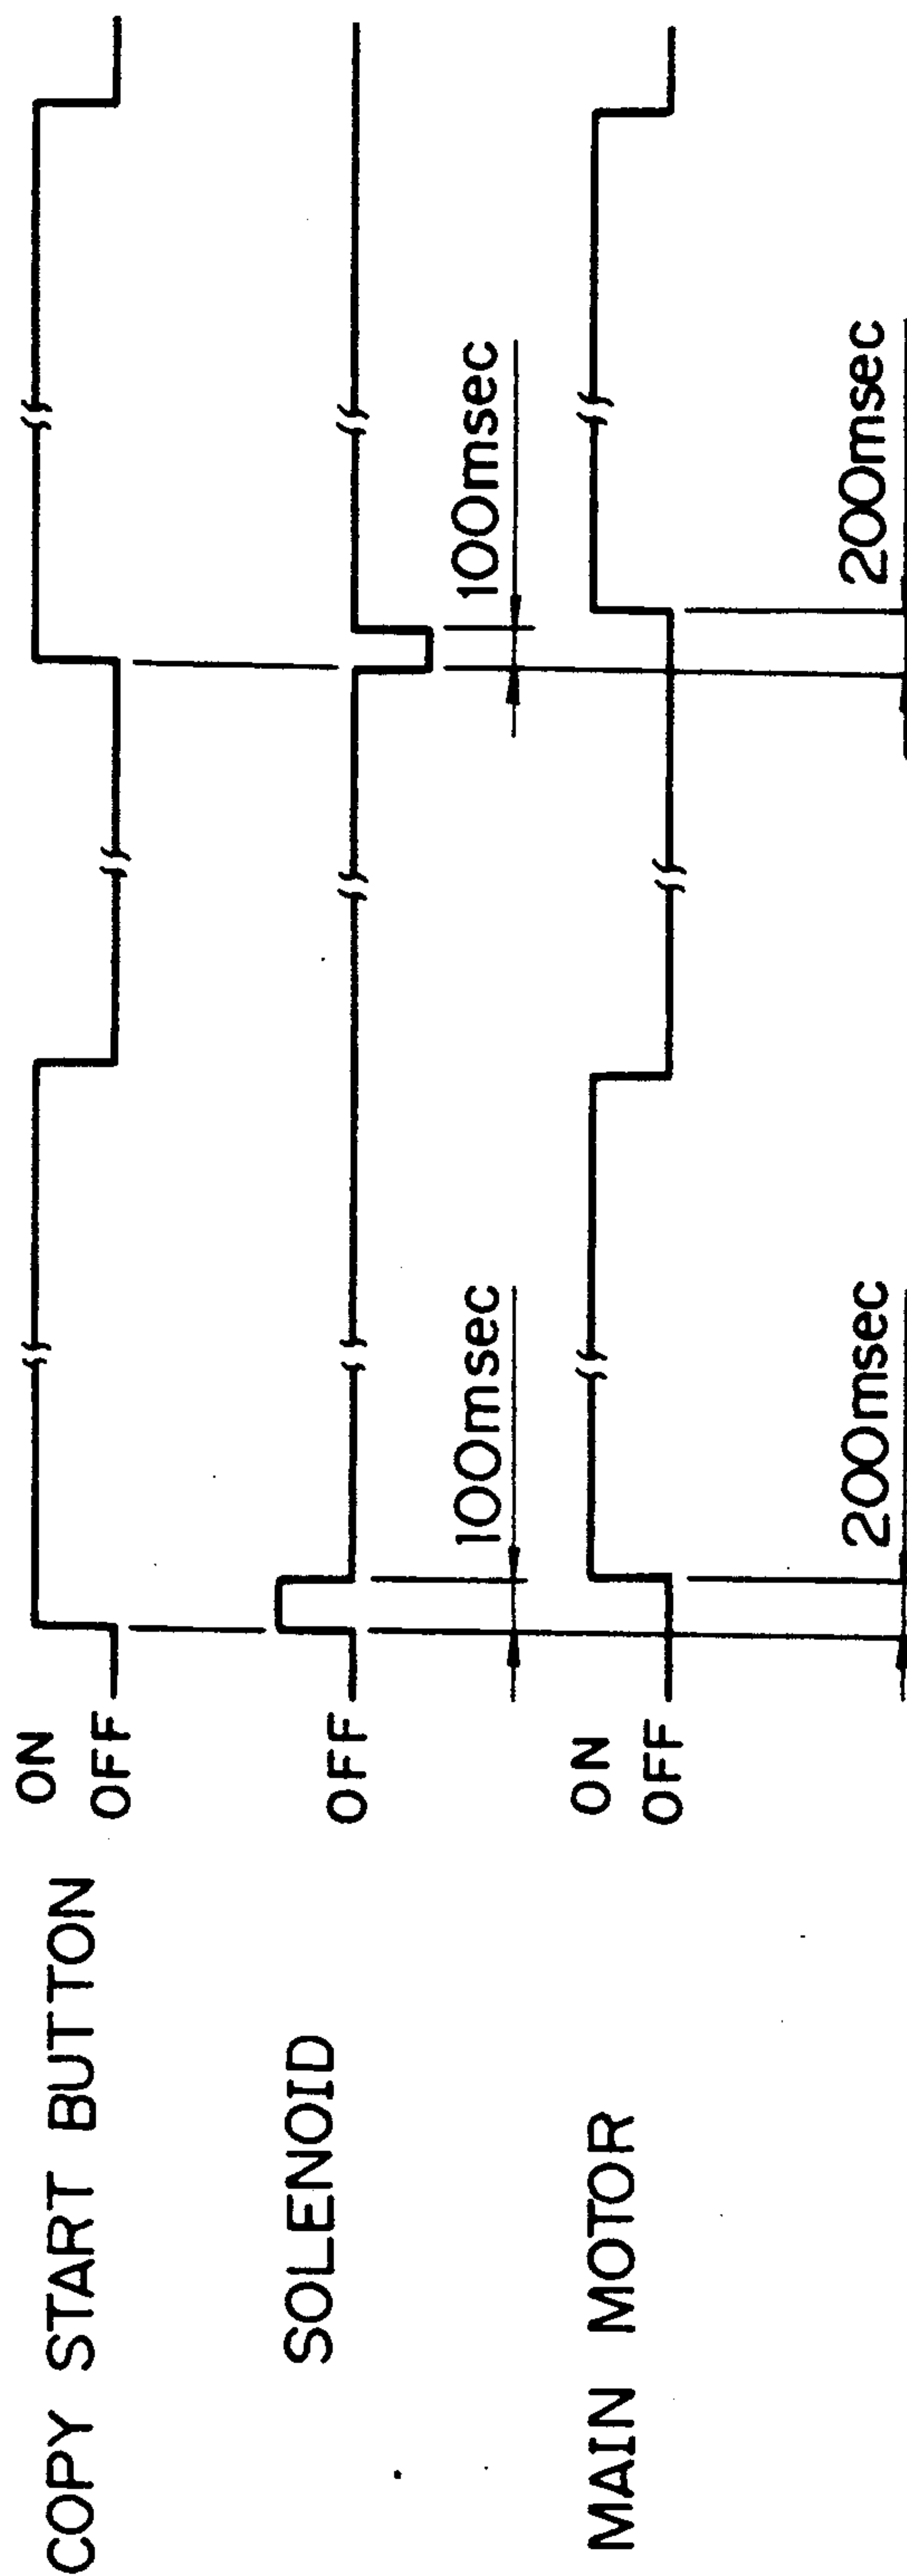 COPY START BUTTON
ON
OFF
SOLENOID
OFF
100msec
100msec
MAIN MOTOR
ON
OFF
200msec
200msec